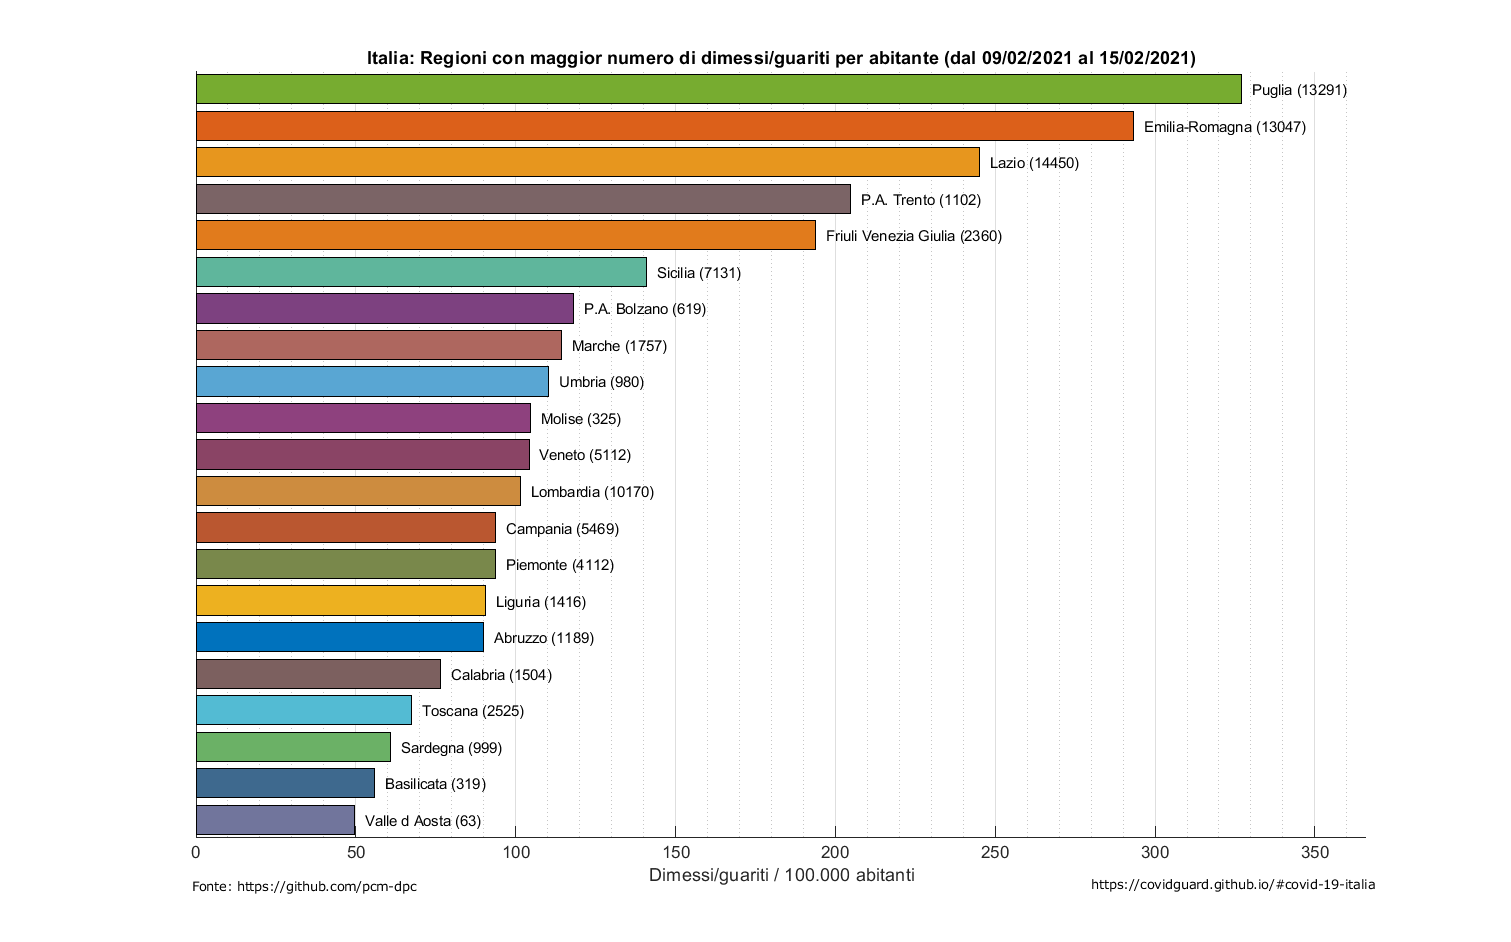 Italia: Regioni con maggior numero di dimessi/guariti per abitante (dal 09/02/2021 al 15/02/2021)
Puglia (13291)
Emilia-Romagna (13047)
Lazio (14450)
P.A. Trento (1102)
Friuli Venezia Giulia (2360)
Sicilia (7131)
P.A. Bolzano (619)
Marche (1757)
Umbria (980)
Molise (325)
Veneto (5112)
Lombardia (10170)
Campania (5469)
Piemonte (4112)
Liguria (1416)
Abruzzo (1189)
Calabria (1504)
Toscana (2525)
Sardegna (999)
Basilicata (319)
Valle d Aosta (63)
0 50 100 150 200 250 300 350
Dimessi/guariti / 100.000 abitanti
Fonte: https://github.com/pcm-dpc
https://covidguard.github.io/#covid-19-italia